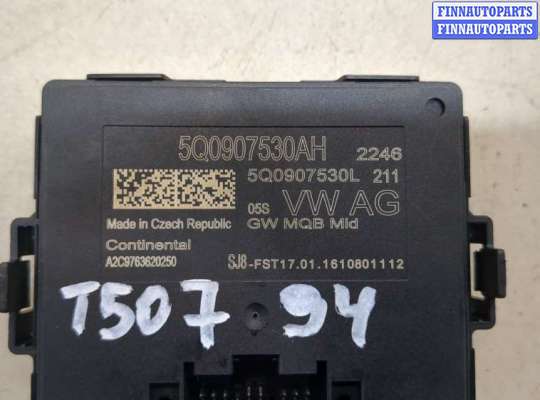 FINNAUTOPARTS
FINNAUTOPARTS
5Q0907530AH 2246
5Q0907530L 211
05S VW AG
Made in Czech Republic GW MQB Mid
Continental
A2C9763620250 SJ8-FST17.01.1610801112
T507 94